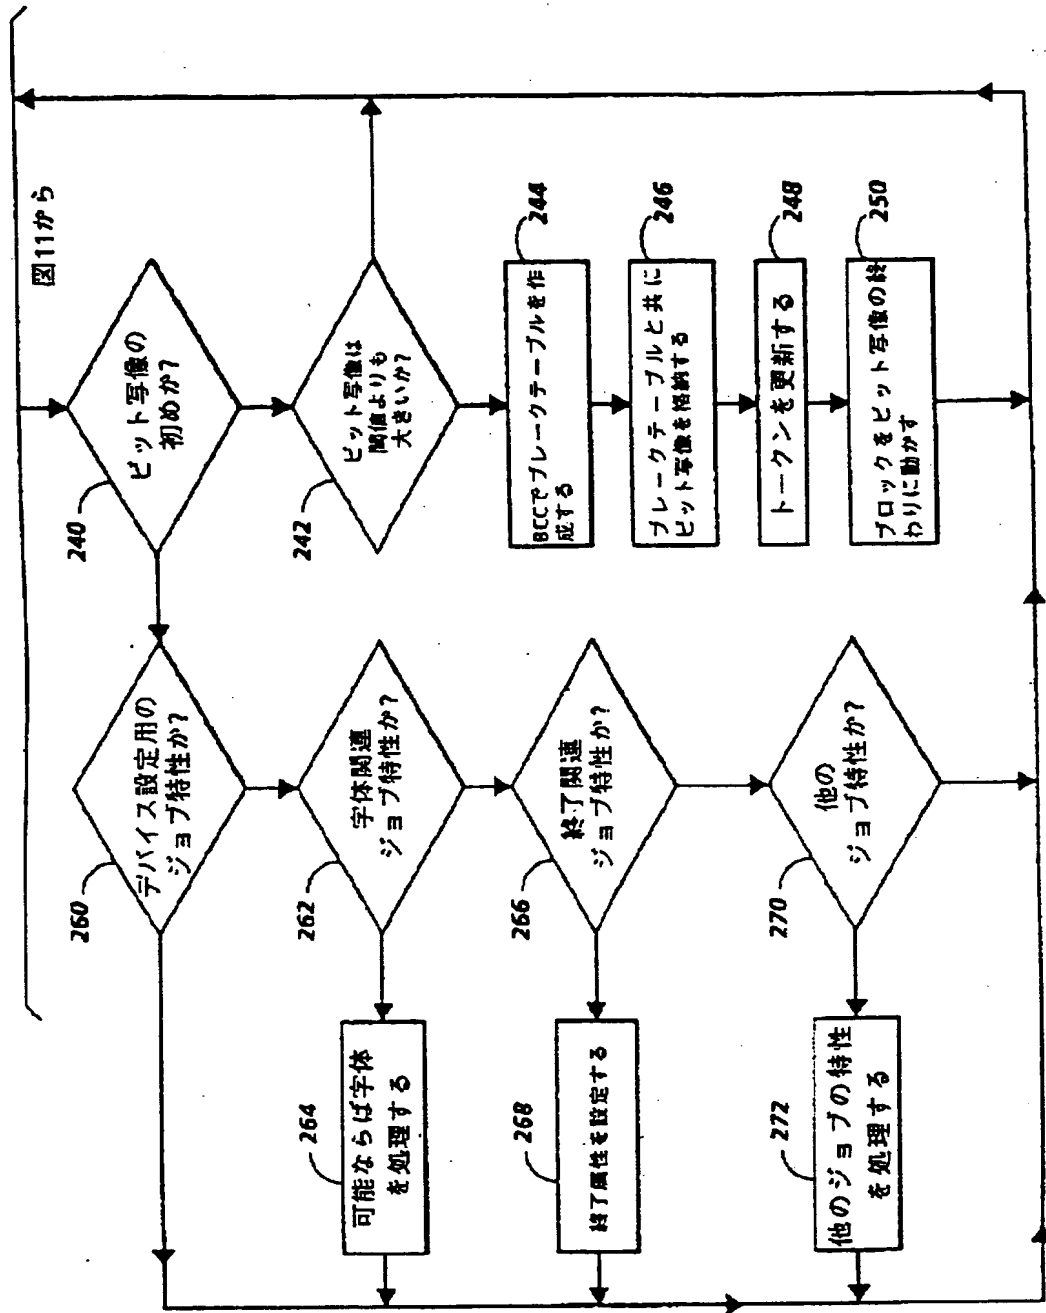 図11から
240
ビット写像の
初めか?
242
ビット写像は
閾値よりも
大きいか?
244
BCCでブレークテーブルを作
成する
246
ブレークテーブルと共に
ビット写像を格納する
248
トークンを更新する
250
ブロックをビット写像の終
わりに動かす
260
デバイス設定用の
ジョブ特性か?
262
字体関連
ジョブ特性か?
264
可能ならば字体
を処理する
266
終了関連
ジョブ特性か?
268
終了属性を設定する
270
他の
ジョブ特性か?
272
他のジョブの特性
を処理する